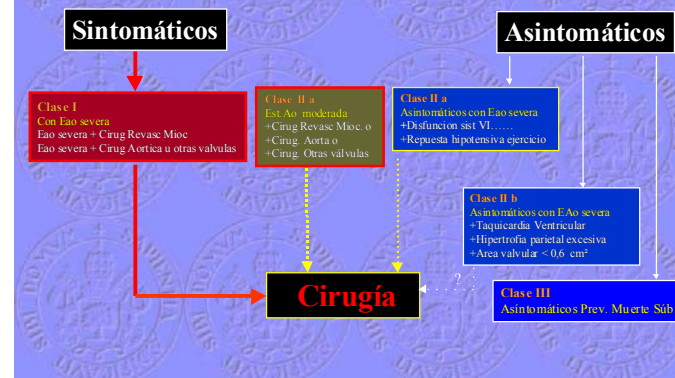 Sintomáticos
Asintomáticos
Clase I
Con Eao severa
Eao severa + Cirug Revasc Mioc
Eao severa + Cirug Aortica u otras valvulas
Clase II a
Est.Ao moderada
+Cirug Revasc Mioc. o
+Cirug. Aorta o
+Cirug. Otras válvulas
Clase II a
Asintomáticos con Eao severa
+Disfuncion sist VI......
+Repuesta hipotensiva ejercicio
Clase II b
Asintomáticos con EAo severa
+Taquicardia Ventricular
+Hipertrofia parietal excesiva
+Area valvular < 0,6 cm²
?
Cirugía
Clase III
Asintomáticos Prev. Muerte Súb